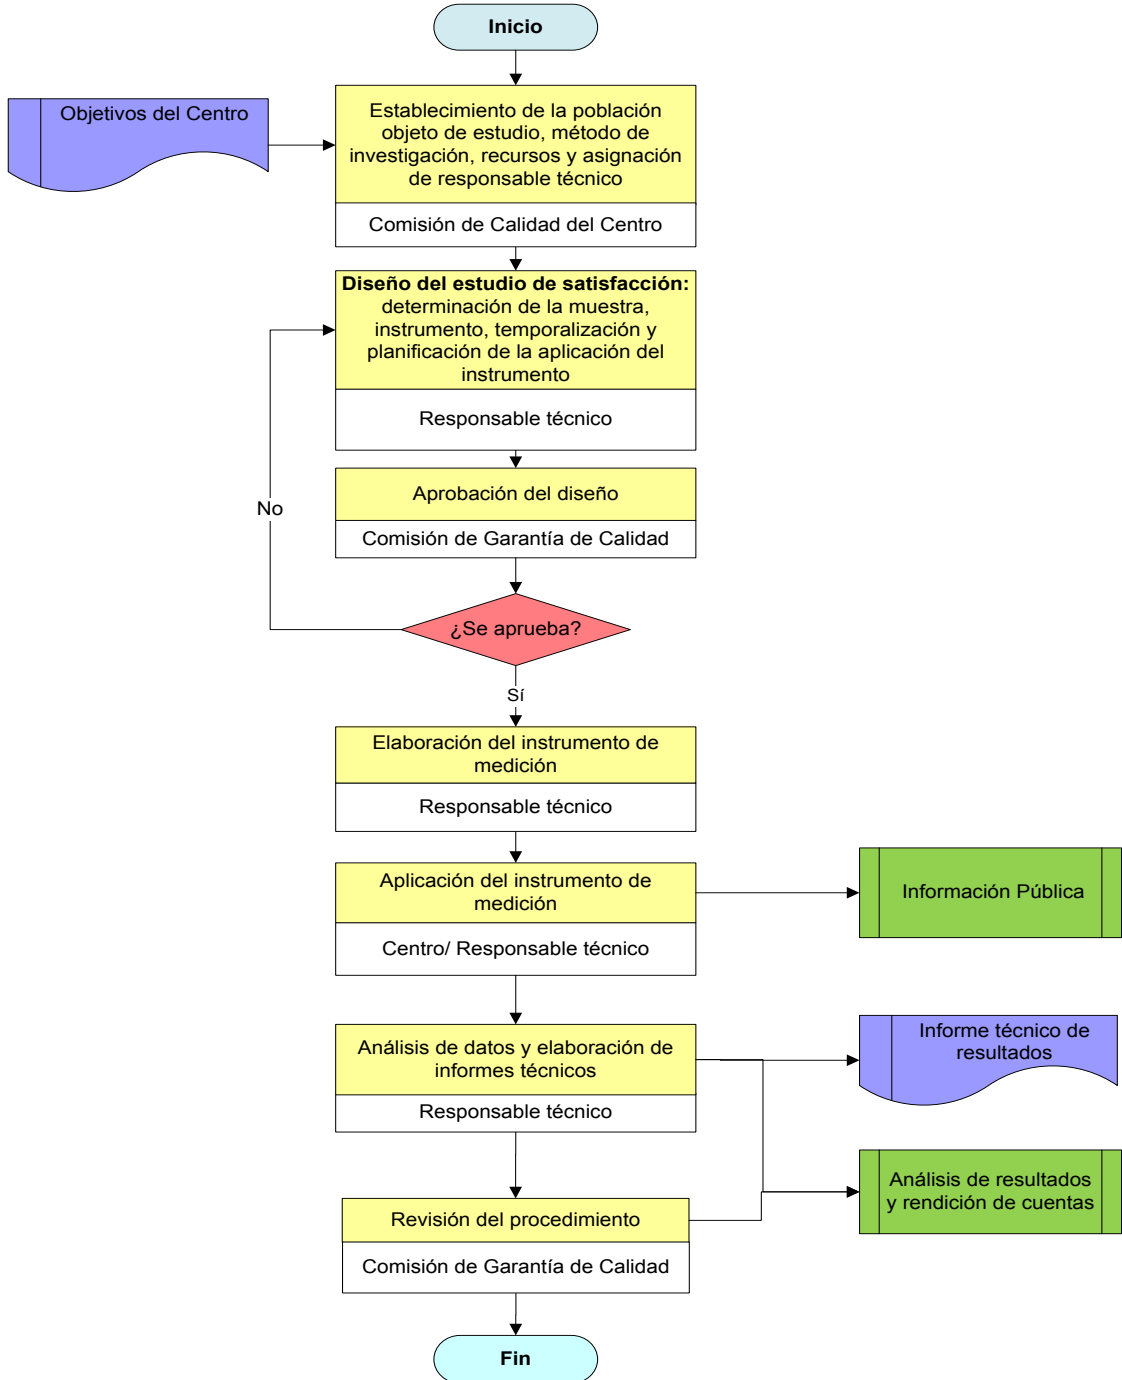 Inicio
Objetivos del Centro
Establecimiento de la población
objeto de estudio, método de
investigación, recursos y asignación
de responsable técnico
Comisión de Calidad del Centro
Diseño del estudio de satisfacción:
determinación de la muestra,
instrumento, temporalización y
planificación de la aplicación del
instrumento
Responsable técnico
Aprobación del diseño
No
Comisión de Garantía de Calidad
¿Se aprueba?
Sí
Elaboración del instrumento de
medición
Responsable técnico
Aplicación del instrumento de
medición
Información Pública
Centro/ Responsable técnico
Análisis de datos y elaboración de
informes técnicos
Informe técnico de
resultados
Responsable técnico
Análisis de resultados
y rendición de cuentas
Revisión del procedimiento
Comisión de Garantía de Calidad
Fin